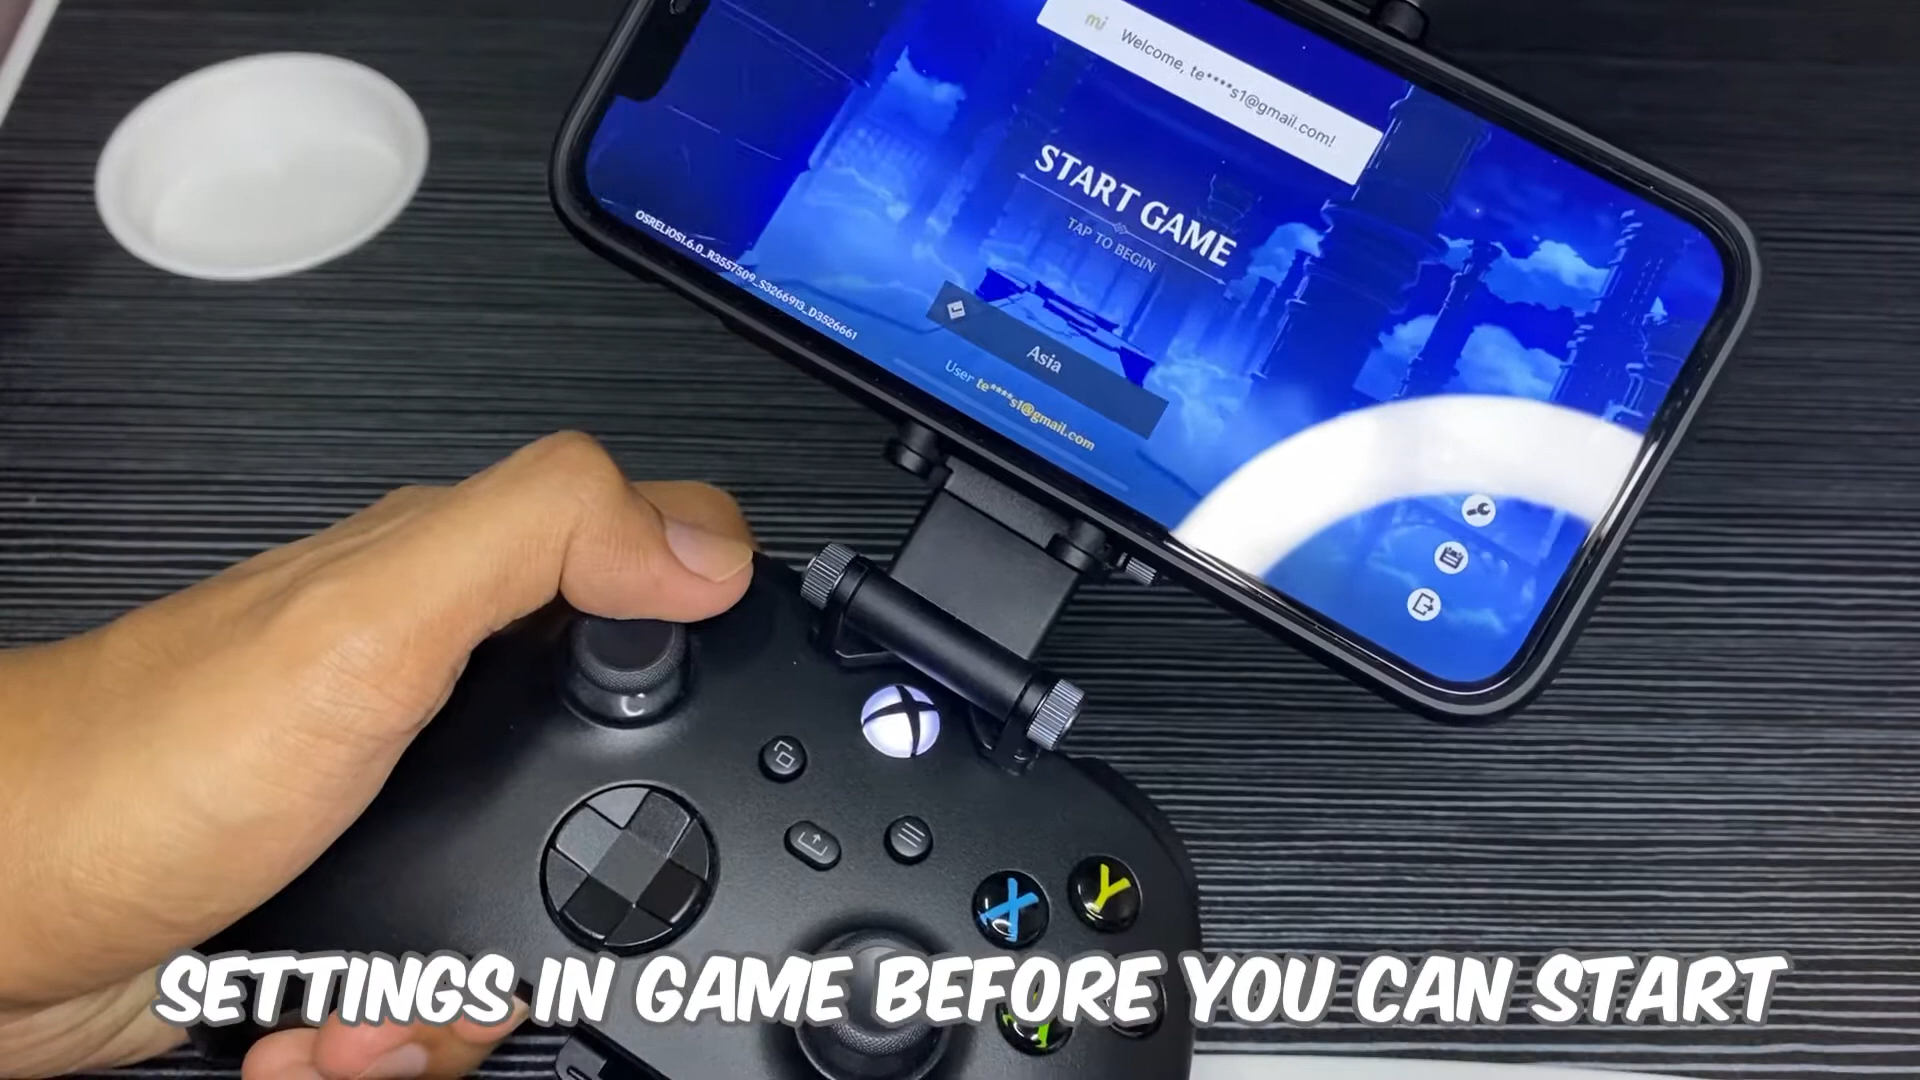 mi Welcome, te****s1@gmail.com!
START GAME
TAP TO BEGIN
OSRELiOS1.6.0_R3557509_S3266913_D3526661
Asia
User te****s1@gmail.com
X
Y
SETTINGS IN GAME BEFORE YOU CAN START